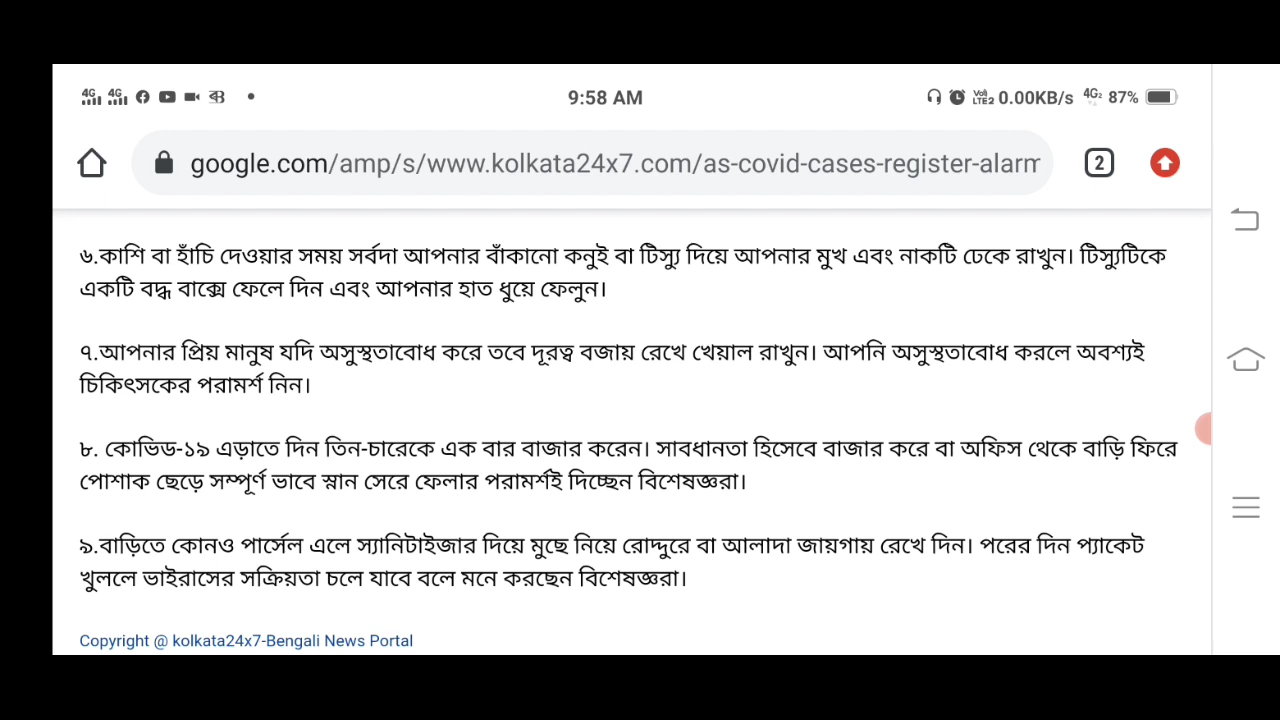 4G 4G 9:58 AM VoLTE2 0.00KB/s 4G2 87%
google.com/amp/s/www.kolkata24x7.com/as-covid-cases-register-alarm 2
৬.কাশি বা হাঁচি দেওয়ার সময় সর্বদা আপনার বাঁকানো কনুই বা টিস্যু দিয়ে আপনার মুখ এবং নাকটি ঢেকে রাখুন। টিস্যুটিকে
একটি বদ্ধ বাক্সে ফেলে দিন এবং আপনার হাত ধুয়ে ফেলুন।
৭.আপনার প্রিয় মানুষ যদি অসুস্থতাবোধ করে তবে দূরত্ব বজায় রেখে খেয়াল রাখুন। আপনি অসুস্থতাবোধ করলে অবশ্যই
চিকিৎসকের পরামর্শ নিন।
৮. কোভিড-১৯ এড়াতে দিন তিন-চারেকে এক বার বাজার করেন। সাবধানতা হিসেবে বাজার করে বা অফিস থেকে বাড়ি ফিরে
পোশাক ছেড়ে সম্পূর্ণ ভাবে স্নান সেরে ফেলার পরামর্শই দিচ্ছেন বিশেষজ্ঞরা।
৯.বাড়িতে কোনও পার্সেল এলে স্যানিটাইজার দিয়ে মুছে নিয়ে রোদ্দুরে বা আলাদা জায়গায় রেখে দিন। পরের দিন প্যাকেট
খুললে ভাইরাসের সক্রিয়তা চলে যাবে বলে মনে করছেন বিশেষজ্ঞরা।
Copyright @ kolkata24x7-Bengali News Portal